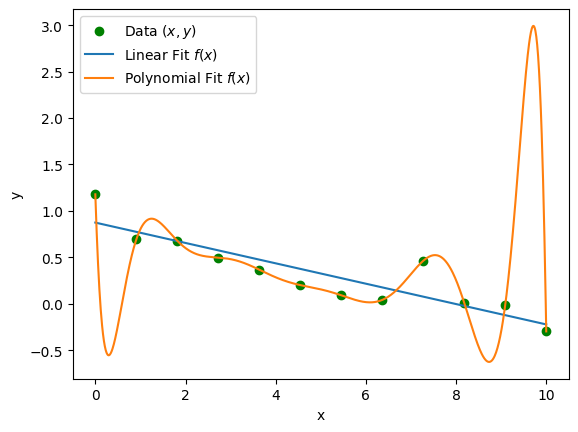 Data (x, y)
Linear Fit f(x)
Polynomial Fit f(x)
3.0
2.5
2.0
1.5
1.0
0.5
0.0
−0.5
y
0 2 4 6 8 10
x